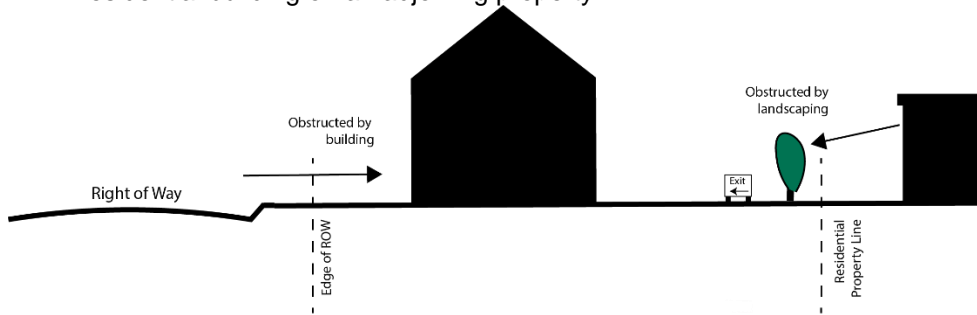 Obstructed by
building
Obstructed by
landscaping
Exit
Right of Way
Edge of ROW
Residential
Property Line